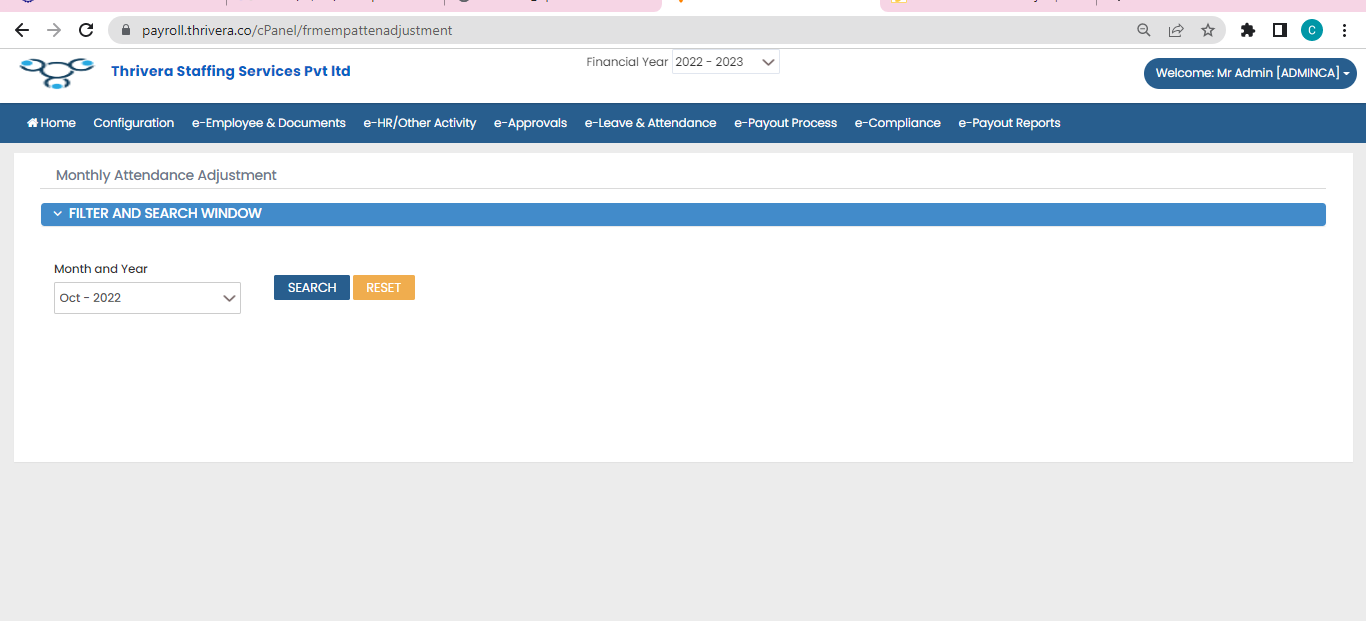 payroll.thrivera.co/cPanel/frmempattenadjustment
C
Thrivera Staffing Services Pvt ltd
Financial Year 2022 - 2023
Welcome: Mr Admin [ADMINCA]
Home Configuration e-Employee & Documents e-HR/Other Activity e-Approvals e-Leave & Attendance e-Payout Process e-Compliance e-Payout Reports
Monthly Attendance Adjustment
FILTER AND SEARCH WINDOW
Month and Year
Oct - 2022
SEARCH RESET